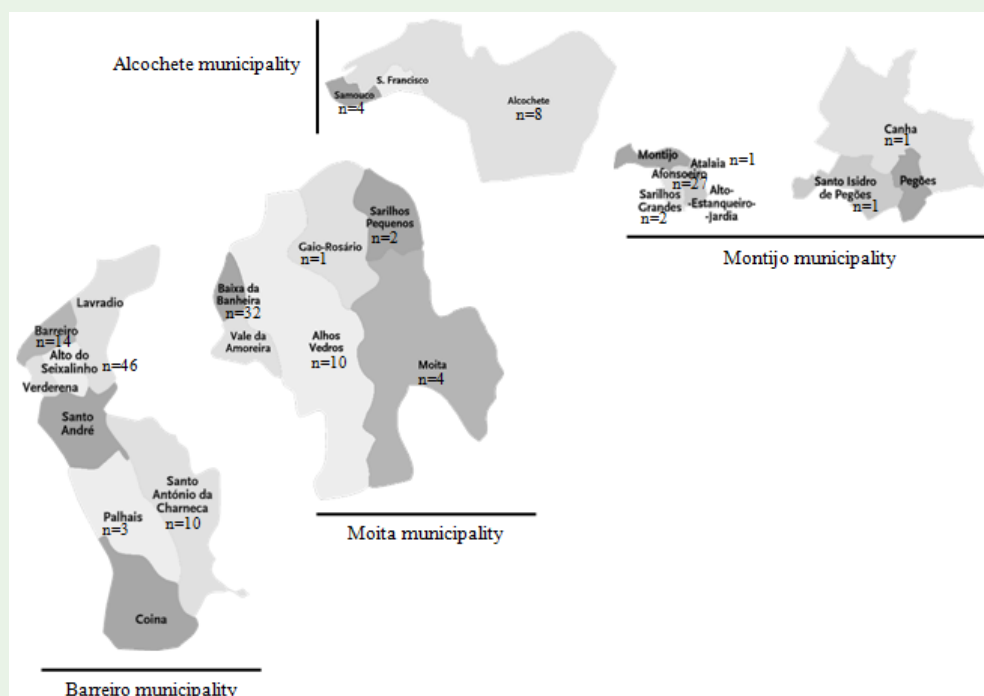 Alcochete municipality
S. Francisco
Samouco
n=4
Alcochete
n=8
Montijo
Atalaia n=1
Afonsoeiro
n=27
Sarilhos
Grandes
n=2
Alto-
-Estanqueiro-
-Jardia
Canha
n=1
Santo Isidro
de Pegões
n=1
Pegões
Montijo municipality
Sarilhos
Pequenos
n=2
Gaio-Rosário
n=1
Baixa da
Banheira
n=32
Vale da
Amoreira
Alhos
Vedros
n=10
Moita
n=4
Moita municipality
Lavradio
Barreiro
n=14
Alto do
Seixalinho n=46
Verderena
Santo
André
Santo
António da
Charneca
n=10
Palhais
n=3
Coina
Barreiro municipality